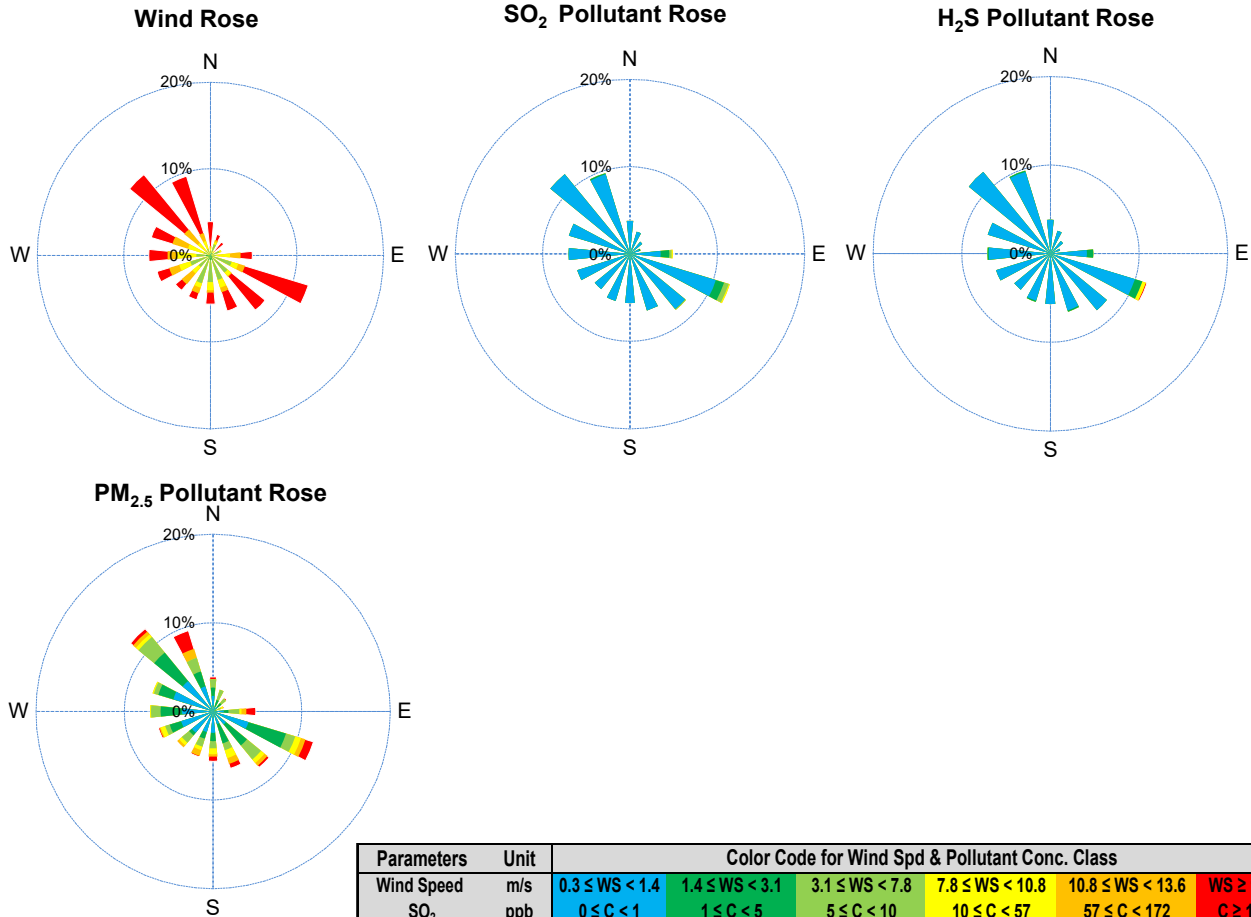 Wind Rose
SO2 Pollutant Rose
H2S Pollutant Rose
N
20%
10%
0%
W
E
S
N
20%
10%
0%
W
E
S
N
20%
10%
0%
W
E
S
PM2.5 Pollutant Rose
N
20%
10%
0%
W
E
S
Parameters Unit Color Code for Wind Spd & Pollutant Conc. Class
Wind Speed m/s 0.3 ≤ WS < 1.4 1.4 ≤ WS < 3.1 3.1 ≤ WS < 7.8 7.8 ≤ WS < 10.8 10.8 ≤ WS < 13.6 WS ≥
SO2 ppb 0 ≤ C < 1 1 ≤ C < 5 5 ≤ C < 10 10 ≤ C < 57 57 ≤ C < 172 C ≥